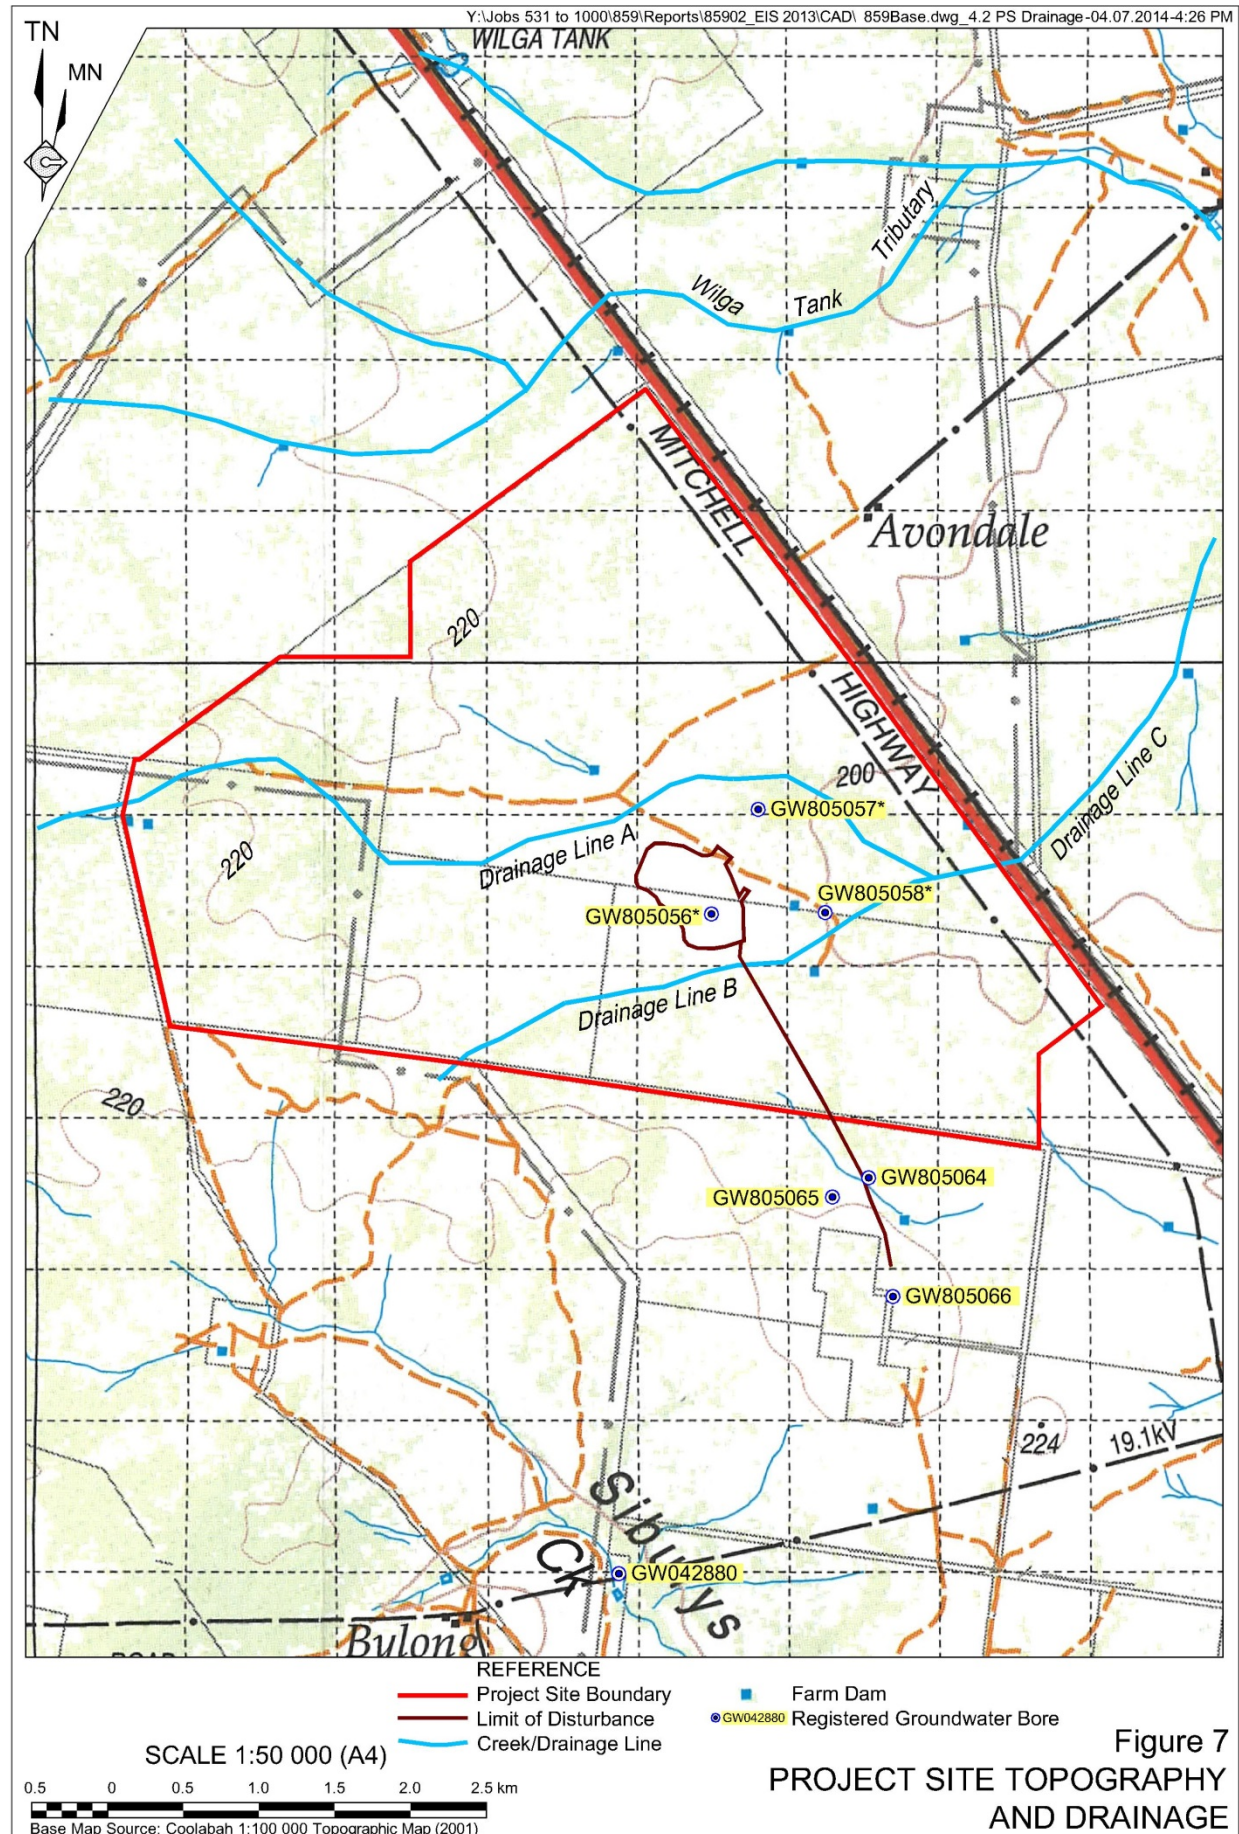 Y:\Jobs 531 to 1000\859\Reports\85902_EIS 2013\CAD\ 859Base.dwg_4.2 PS Drainage-04.07.2014-4:26 PM
TN
MN
WILGA TANK
Tributary
Wilga
Tank
MITCHELL
Avondale
220
HIGHWAY
200
Drainage Line C
GW805057*
220
Drainage Line A
GW805058*
GW805056*
Drainage Line B
220
GW805064
GW805065
GW805066
224
19.1kV
Ck
GW042880
Bylong
REFERENCE
Project Site Boundary
Farm Dam
Limit of Disturbance
GW042880 Registered Groundwater Bore
Creek/Drainage Line
SCALE 1:50 000 (A4)
Figure 7
PROJECT SITE TOPOGRAPHY
AND DRAINAGE
0.5 0 0.5 1.0 1.5 2.0 2.5 km
Base Map Source: Coolabah 1:100 000 Topographic Map (2001)